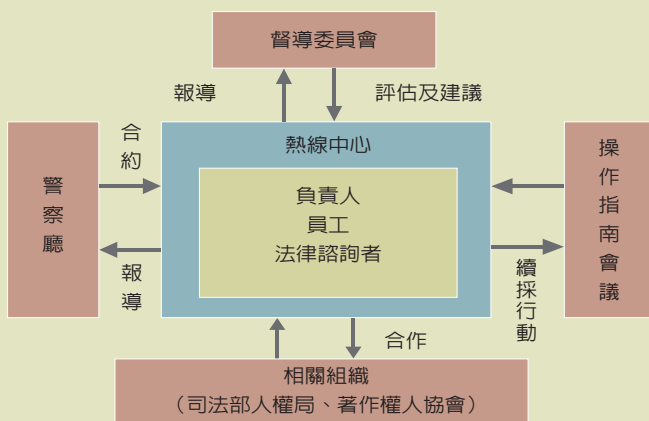 督導委員會
報導
評估及建議
合約
熱線中心
警察廳
負責人
員工
法律諮詢者
操作指南會議
報導
續採行動
合作
相關組織
（司法部人權局、著作權人協會）